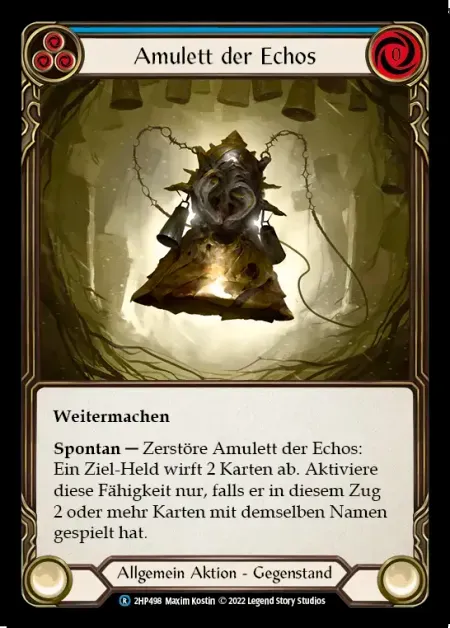 0
Amulett der Echos
Weitermachen
Spontan — Zerstöre Amulett der Echos:
Ein Ziel-Held wirft 2 Karten ab. Aktiviere
diese Fähigkeit nur, falls er in diesem Zug
2 oder mehr Karten mit demselben Namen
gespielt hat.
Allgemein Aktion - Gegenstand
R 2HP498 Maxim Kostin © 2022 Legend Story Studios